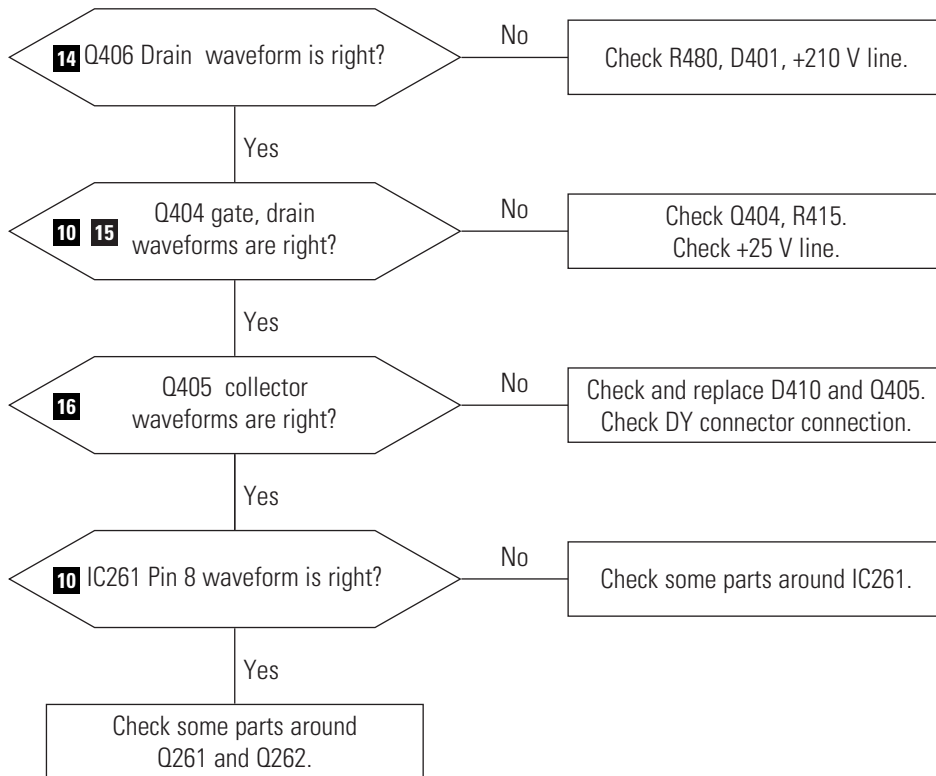 14 Q406 Drain waveform is right?
No
Check R480, D401, +210 V line.
Yes
10 15 Q404 gate, drain
waveforms are right?
No
Check Q404, R415.
Check +25 V line.
Yes
16 Q405 collector
waveforms are right?
No
Check and replace D410 and Q405.
Check DY connector connection.
Yes
10 IC261 Pin 8 waveform is right?
No
Check some parts around IC261.
Yes
Check some parts around
Q261 and Q262.